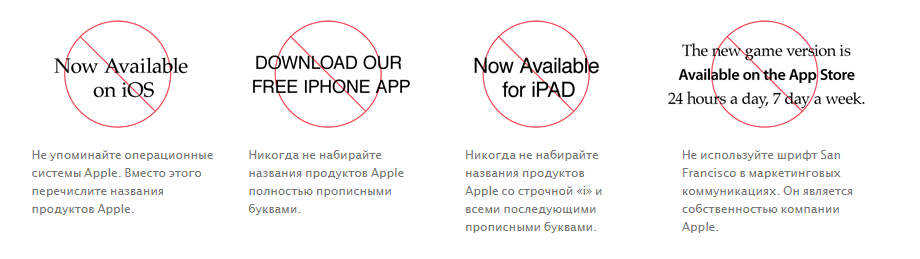 Now Available
on iOS
DOWNLOAD OUR
FREE IPHONE APP
Now Available
for iPAD
The new game version is
Available on the App Store
24 hours a day, 7 day a week.
Не упоминайте операционные
системы Apple. Вместо этого
перечислите названия
продуктов Apple.
Никогда не набирайте
названия продуктов Apple
полностью прописными
буквами.
Никогда не набирайте
названия продуктов
Apple со строчной «i» и
всеми последующими
прописными буквами.
Не используйте шрифт San
Francisco в маркетинговых
коммуникациях. Он является
собственностью компании
Apple.